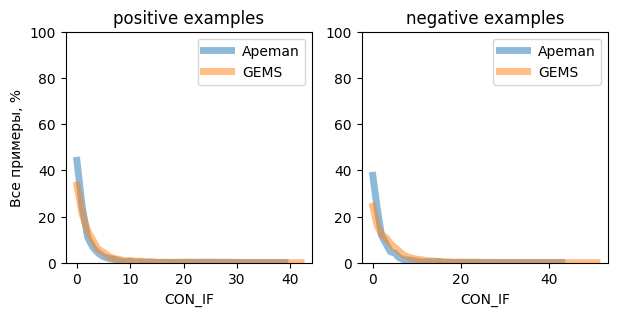 positive examples
negative examples
Все примеры, %
100
80
60
40
20
0
Apeman
GEMS
0
10
20
30
40
CON_IF
100
80
60
40
20
0
Apeman
GEMS
0
20
40
CON_IF